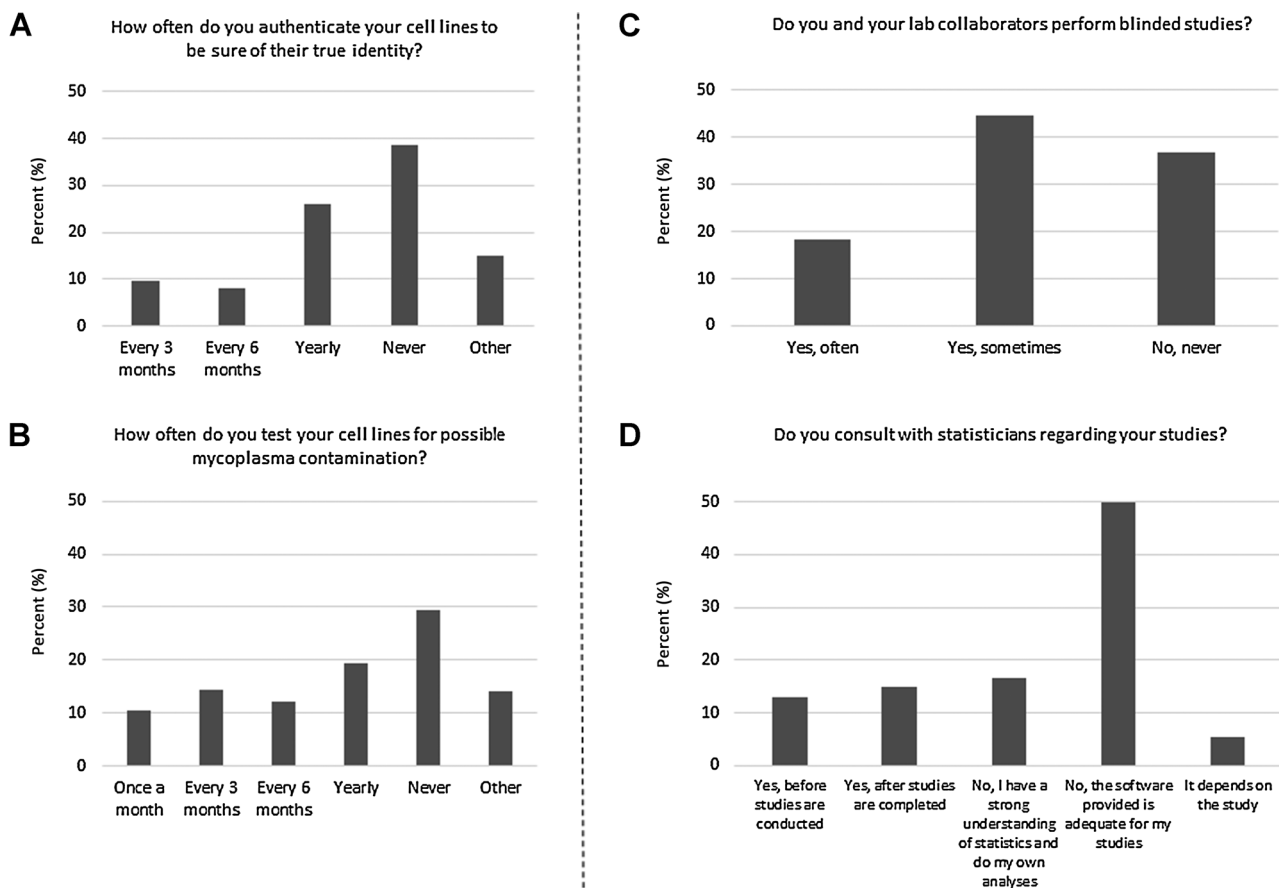 A
How often do you authenticate your cell lines to
be sure of their true identity?
Percent (%)
50
40
30
20
10
0
Every 3
months
Every 6
months
Yearly
Never
Other
B
How often do you test your cell lines for possible
mycoplasma contamination?
Percent (%)
50
40
30
20
10
0
Once a
month
Every 3
months
Every 6
months
Yearly
Never
Other
C
Do you and your lab collaborators perform blinded studies?
Percent (%)
50
40
30
20
10
0
Yes, often
Yes, sometimes
No, never
D
Do you consult with statisticians regarding your studies?
Percent (%)
50
40
30
20
10
0
Yes, before
studies are
conducted
Yes, after studies
are completed
No, I have a
strong
understanding
of statistics and
do my own
analyses
No, the software
provided is
adequate for my
studies
It depends on
the study